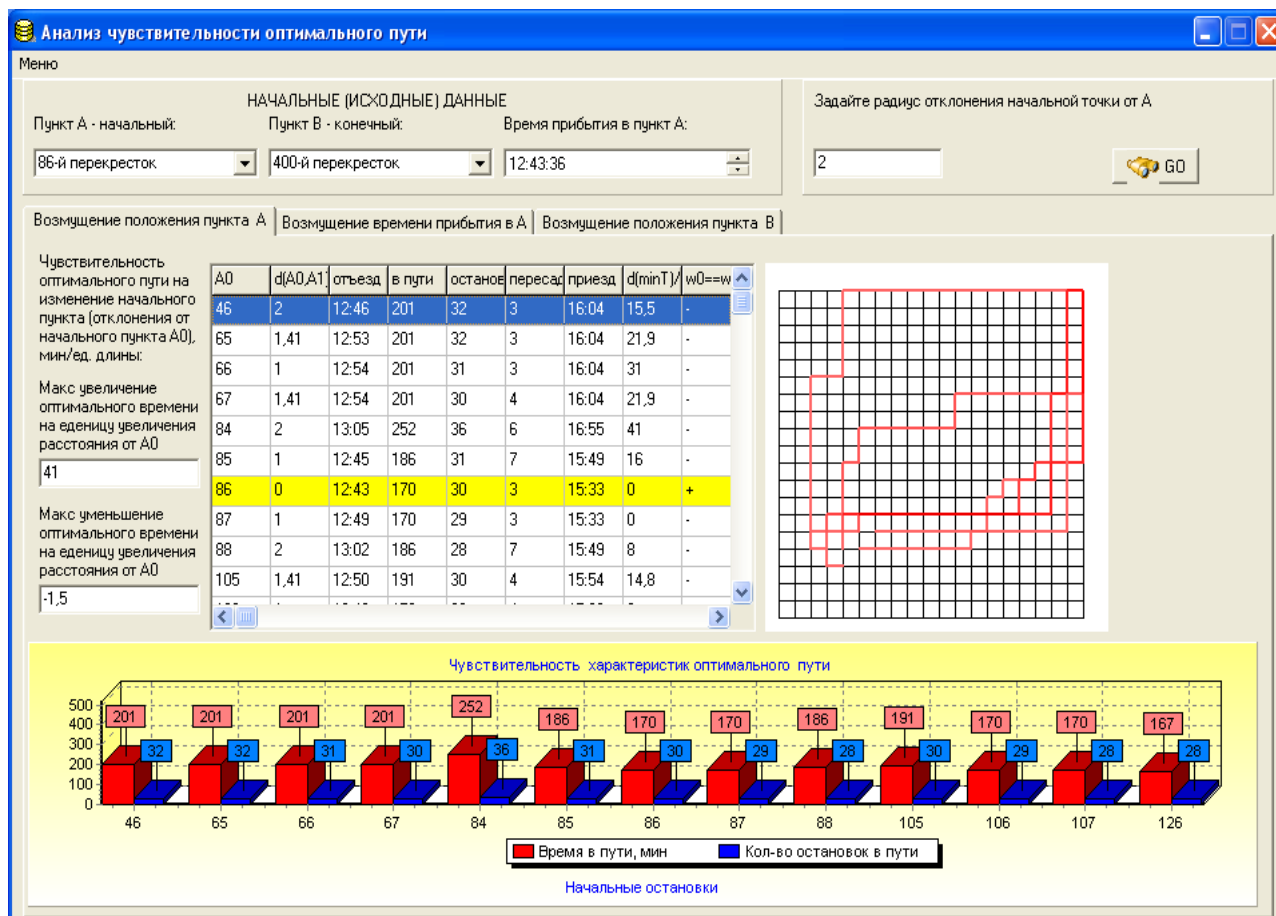 Анализ чувствительности оптимального пути
Меню
НАЧАЛЬНЫЕ (ИСХОДНЫЕ) ДАННЫЕ
Пункт А - начальный: Пункт В - конечный: Время прибытия в пункт А:
86-й перекресток 400-й перекресток 12:43:36
Задайте радиус отклонения начальной точки от А
2 GO
Возмущение положения пункта А Возмущение времени прибытия в А Возмущение положения пункта В
Чувствительность
оптимального пути на
изменение начального
пункта (отклонения от
начального пункта А0),
мин/ед. длины:
Макс увеличение
оптимального времени
на еденицу увеличения
расстояния от А0
41
Макс уменьшение
оптимального времени
на еденицу увеличения
расстояния от А0
-1,5
А0 d(A0,A1) отъезд в пути останов пересад приезд d(minT)/ w0==w
46 2 12:46 201 32 3 16:04 15,5 -
65 1,41 12:53 201 32 3 16:04 21,9 -
66 1 12:54 201 31 3 16:04 31 -
67 1,41 12:54 201 30 4 16:04 21,9 -
84 2 13:05 252 36 6 16:55 41 -
85 1 12:45 186 31 7 15:49 16 -
86 0 12:43 170 30 3 15:33 0 +
87 1 12:49 170 29 3 15:33 0 -
88 2 13:02 186 28 7 15:49 8 -
105 1,41 12:50 191 30 4 15:54 14,8 -
Чувствительность характеристик оптимального пути
500
400
300
200
100
0
201 32 201 32 201 31 201 30 252 36 186 31 170 30 170 29 186 28 191 30 170 29 170 28 167 28
46 65 66 67 84 85 86 87 88 105 106 107 126
Время в пути, мин Кол-во остановок в пути
Начальные остановки